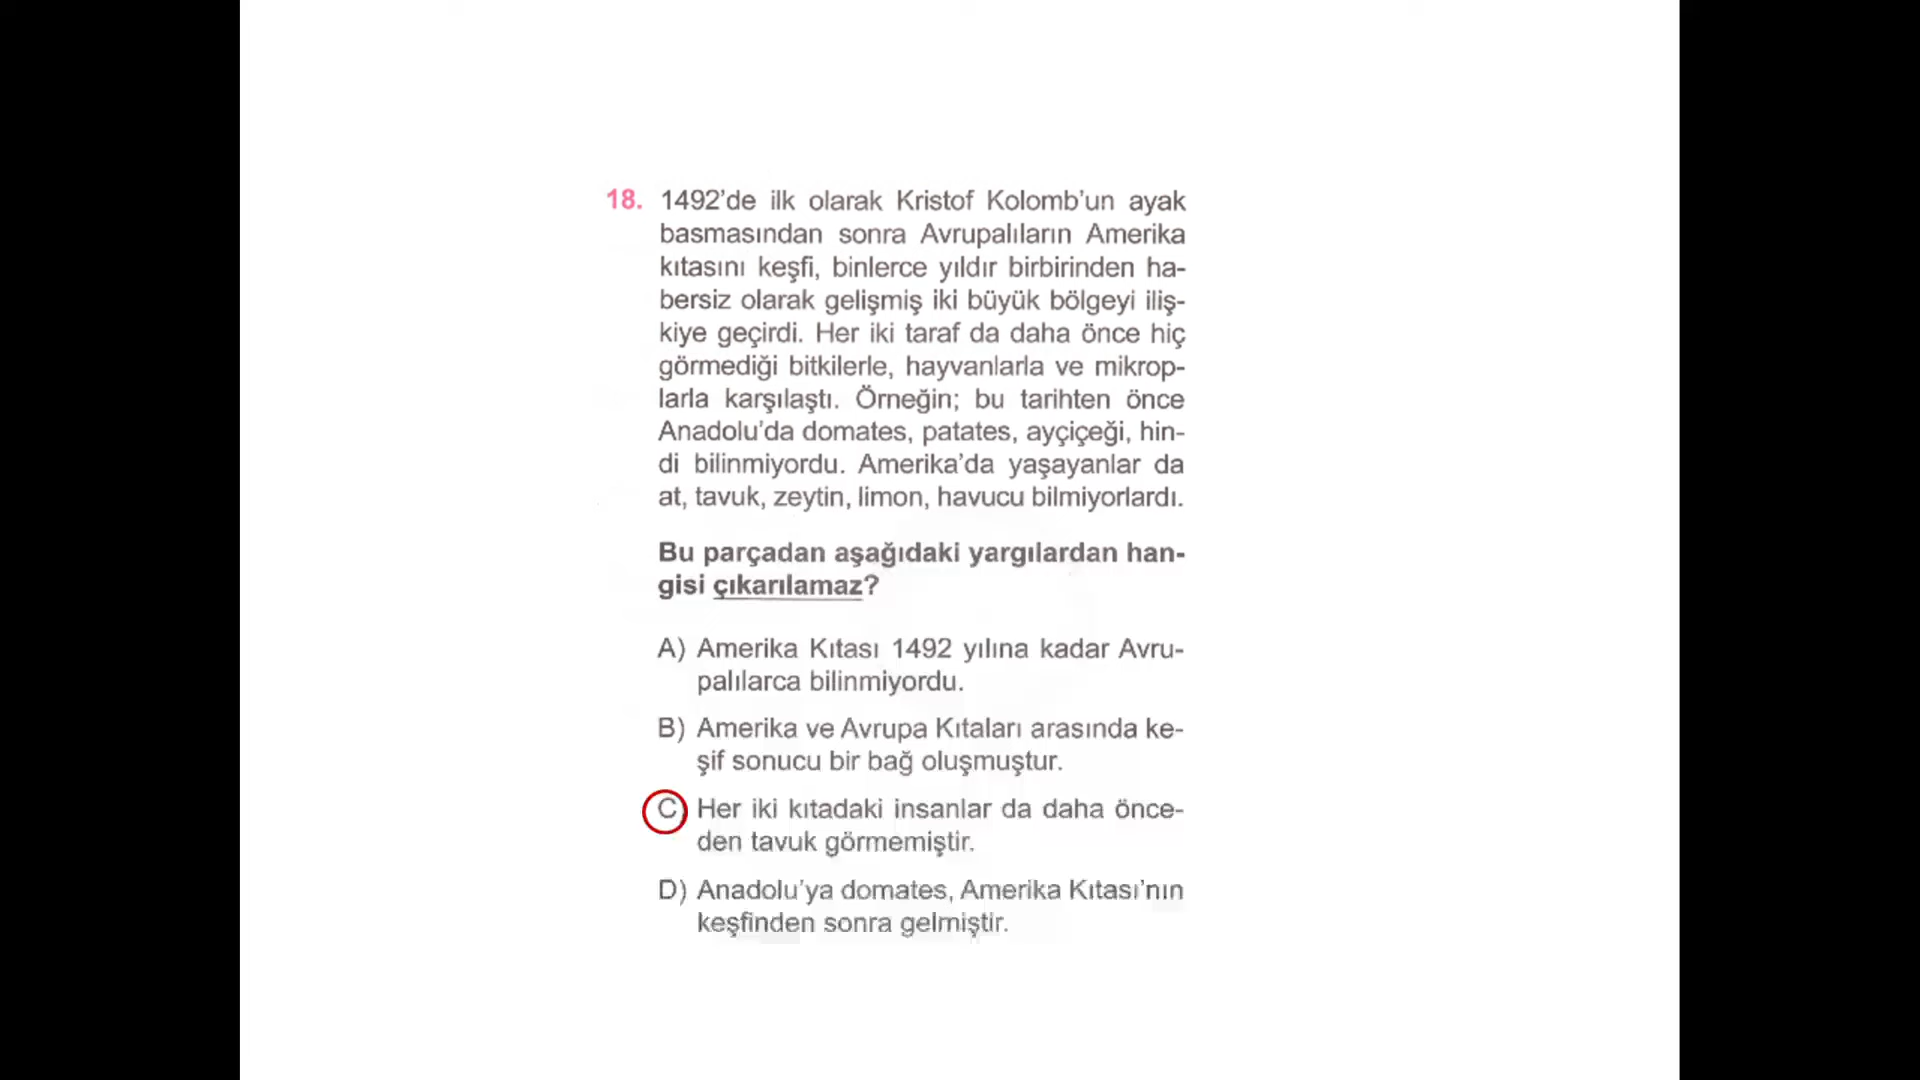 18. 1492'de ilk olarak Kristof Kolomb'un ayak
basmasından sonra Avrupalıların Amerika
kıtasını keşfi, binlerce yıldır birbirinden ha-
bersiz olarak gelişmiş iki büyük bölgeyi iliş-
kiye geçirdi. Her iki taraf da daha önce hiç
görmediği bitkilerle, hayvanlarla ve mikrop-
larla karşılaştı. Örneğin; bu tarihten önce
Anadolu'da domates, patates, ayçiçeği, hin-
di bilinmiyordu. Amerika'da yaşayanlar da
at, tavuk, zeytin, limon, havucu bilmiyorlardı.
Bu parçadan aşağıdaki yargılardan han-
gisi çıkarılamaz?
A) Amerika Kıtası 1492 yılına kadar Avru-
palılarca bilinmiyordu.
B) Amerika ve Avrupa Kıtaları arasında ke-
şif sonucu bir bağ oluşmuştur.
C) Her iki kıtadaki insanlar da daha önce-
den tavuk görmemiştir.
D) Anadolu'ya domates, Amerika Kıtası'nın
keşfinden sonra gelmiştir.